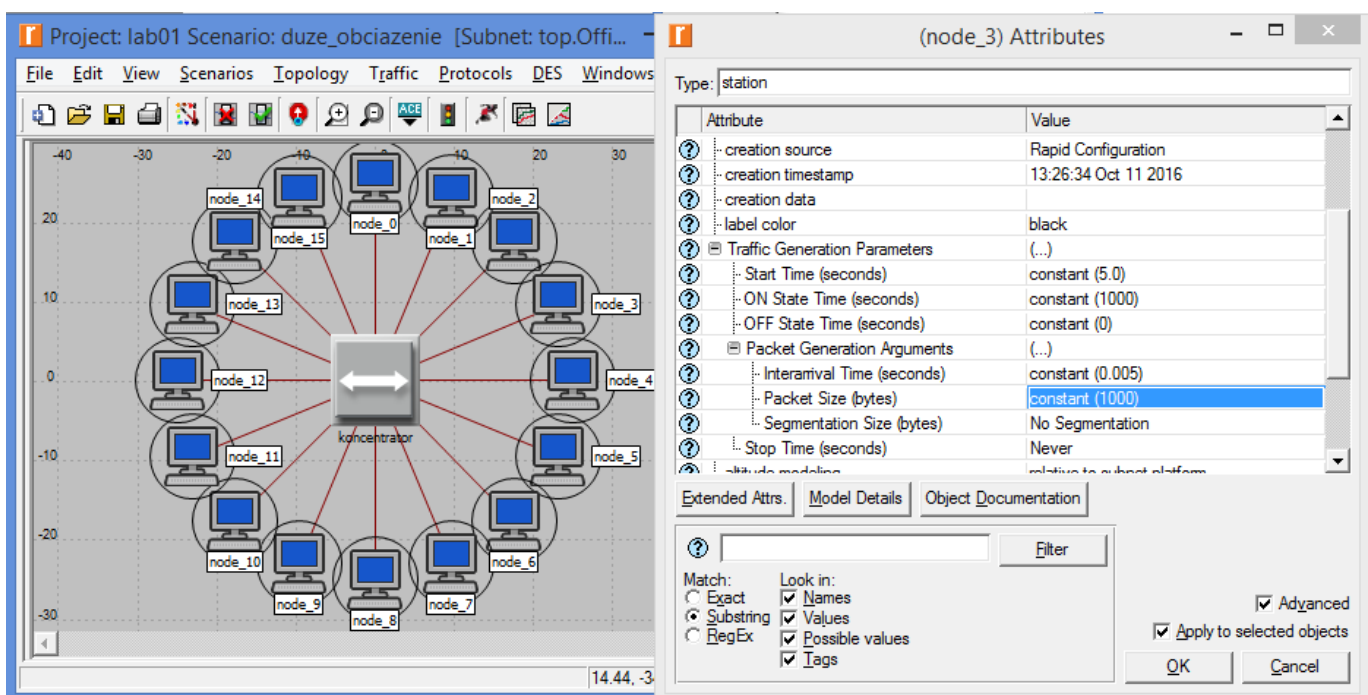 Project: lab01 Scenario: duze_obciazenie [Subnet: top.Offi...
File Edit View Scenarios Topology Traffic Protocols DES Windows
ACE
-40 -30 -20 -10 0 10 20 30
20
10
0
-10
-20
-30
node_14
node_15
node_0
node_1
node_2
node_13
node_3
node_12
node_4
koncentrator
node_11
node_5
node_10
node_9
node_8
node_7
node_6
14.44, -3
(node_3) Attributes
Type: station
Attribute Value
creation source Rapid Configuration
creation timestamp 13:26:34 Oct 11 2016
creation data
label color black
Traffic Generation Parameters (...)
Start Time (seconds) constant (5.0)
ON State Time (seconds) constant (1000)
OFF State Time (seconds) constant (0)
Packet Generation Arguments (...)
Interarrival Time (seconds) constant (0.005)
Packet Size (bytes) constant (1000)
Segmentation Size (bytes) No Segmentation
Stop Time (seconds) Never
altitude modeling relative to subnet platform
Extended Attrs. Model Details Object Documentation
Filter
Match: Look in:
Exact Names
Substring Values
RegEx Possible values
Tags
Advanced
Apply to selected objects
OK Cancel